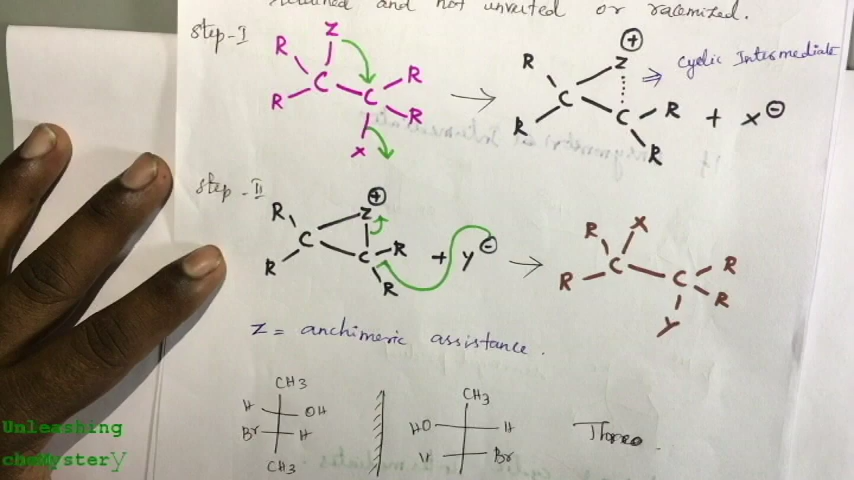 retained and not inverted or racemized.
step-I
Z
R
C
R
C
R
R
X
⊕
R
Z
C
R
C
R
R
+ X⊖
⇒ Cyclic Intermediate
step-II
⊕
R
Z
C
R
C
R
R
+ Y⊖
X
R
C
R
C
R
R
Y
Z = anchimeric assistance.
CH3
H OH
Br H
CH3
CH3
HO H
H Br
Threo
Unleashing
cheMysterY